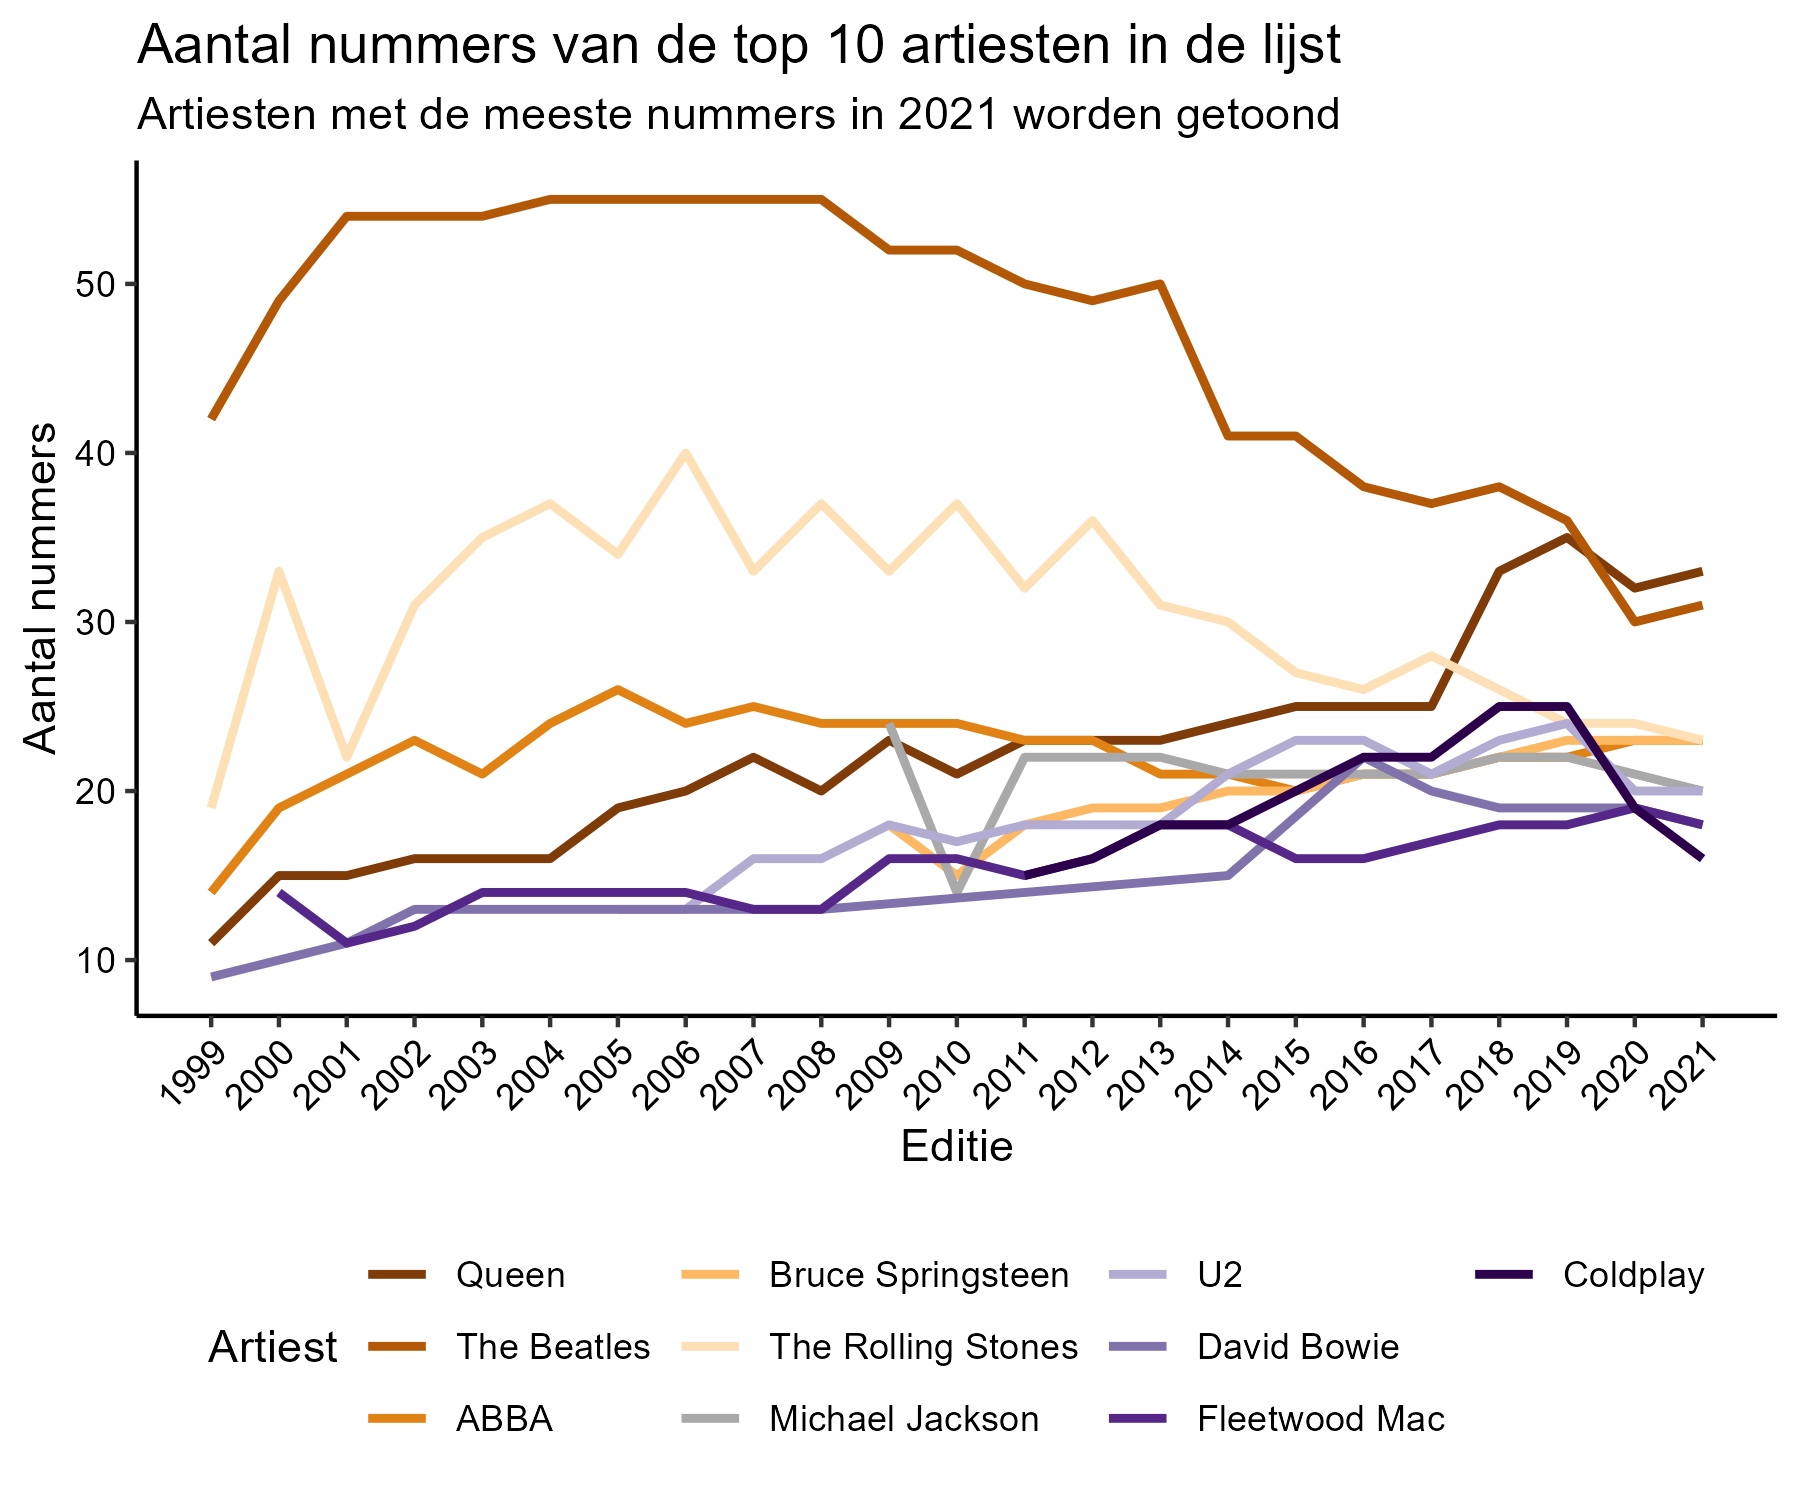 Aantal nummers van de top 10 artiesten in de lijst
Artiesten met de meeste nummers in 2021 worden getoond
Aantal nummers
50
40
30
20
10
1999 2000 2001 2002 2003 2004 2005 2006 2007 2008 2009 2010 2011 2012 2013 2014 2015 2016 2017 2018 2019 2020 2021
Editie
Artiest
Queen
The Beatles
ABBA
Bruce Springsteen
The Rolling Stones
Michael Jackson
U2
David Bowie
Fleetwood Mac
Coldplay